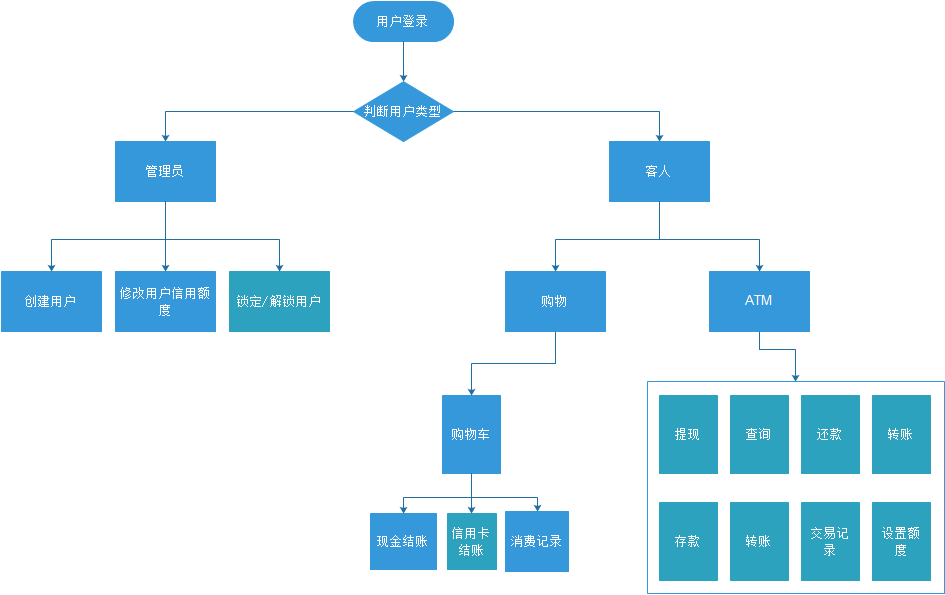 用户登录
判断用户类型
管理员
客人
创建用户
修改用户信用额
度
锁定/解锁用户
购物
ATM
购物车
提现
查询
还款
转账
现金结账
信用卡
结账
消费记录
存款
转账
交易记
录
设置额
度